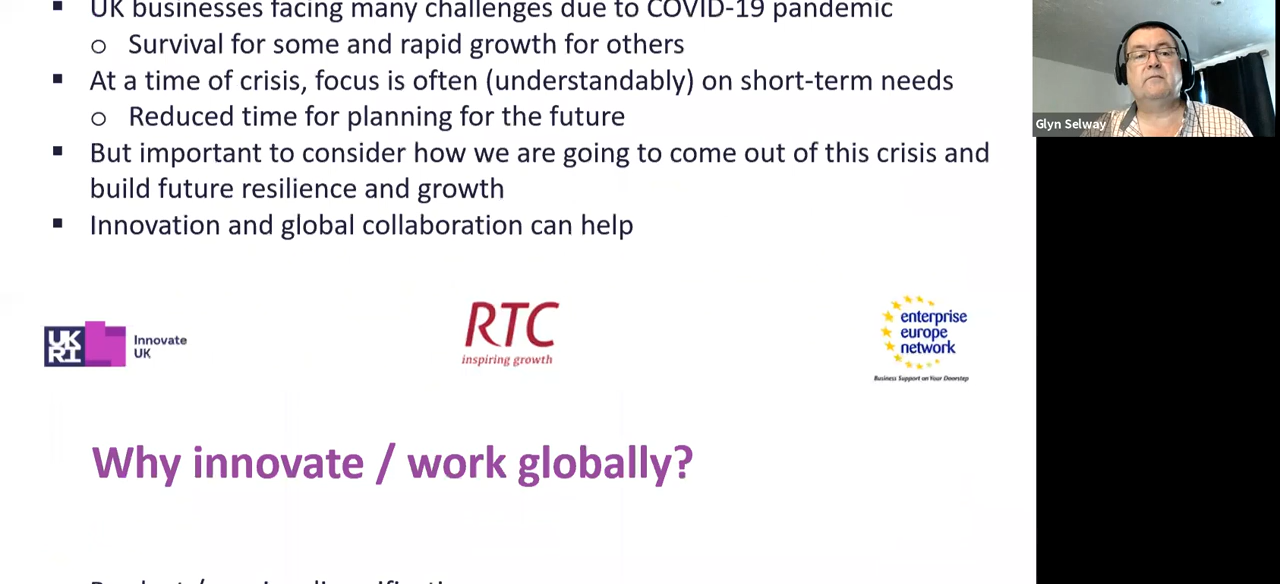 UK businesses facing many challenges due to COVID-19 pandemic
Survival for some and rapid growth for others
At a time of crisis, focus is often (understandably) on short-term needs
Reduced time for planning for the future
But important to consider how we are going to come out of this crisis and
build future resilience and growth
Innovation and global collaboration can help
Glyn Selway
UK
RI
Innovate
UK
RTC
inspiring growth
enterprise
europe
network
Business Support on Your Doorstep
Why innovate / work globally?